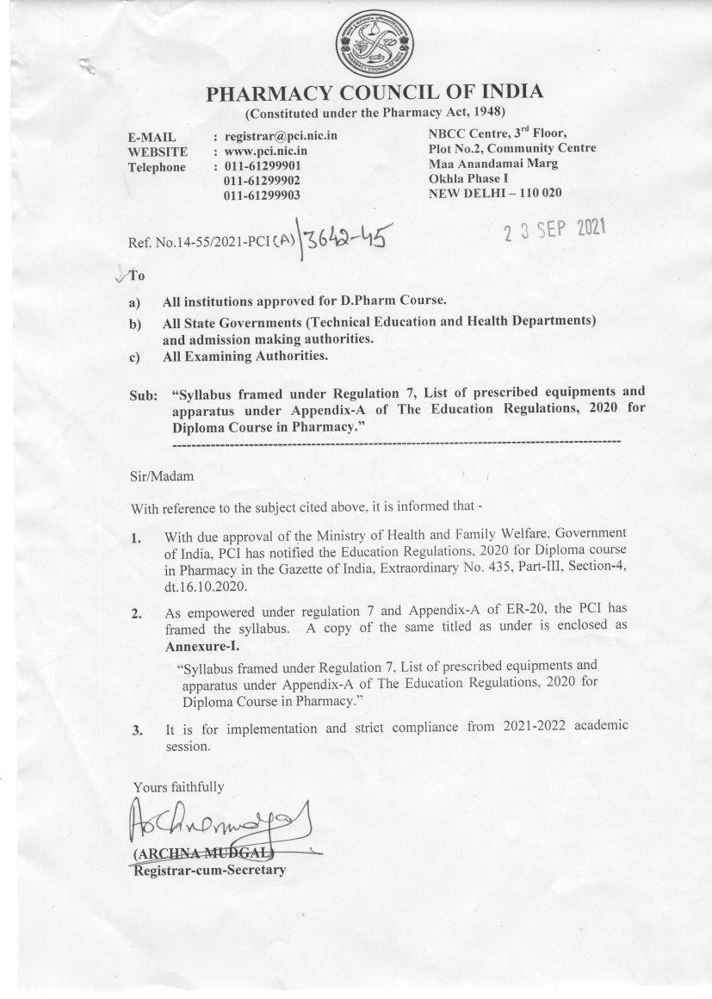 PHARMACY COUNCIL OF INDIA
PHARMACY COUNCIL OF INDIA
(Constituted under the Pharmacy Act, 1948)
E-MAIL : registrar@pci.nic.in
WEBSITE : www.pci.nic.in
Telephone : 011-61299901
011-61299902
011-61299903
NBCC Centre, 3rd Floor,
Plot No.2, Community Centre
Maa Anandamai Marg
Okhla Phase I
NEW DELHI – 110 020
Ref. No.14-55/2021-PCI(A)/3642-45
23 SEP 2021
To
a) All institutions approved for D.Pharm Course.
b) All State Governments (Technical Education and Health Departments)
and admission making authorities.
c) All Examining Authorities.
Sub: “Syllabus framed under Regulation 7, List of prescribed equipments and
apparatus under Appendix-A of The Education Regulations, 2020 for
Diploma Course in Pharmacy.”
Sir/Madam
With reference to the subject cited above, it is informed that -
1. With due approval of the Ministry of Health and Family Welfare, Government
of India, PCI has notified the Education Regulations, 2020 for Diploma course
in Pharmacy in the Gazette of India, Extraordinary No. 435, Part-III, Section-4,
dt.16.10.2020.
2. As empowered under regulation 7 and Appendix-A of ER-20, the PCI has
framed the syllabus. A copy of the same titled as under is enclosed as
Annexure-I.
“Syllabus framed under Regulation 7, List of prescribed equipments and
apparatus under Appendix-A of The Education Regulations, 2020 for
Diploma Course in Pharmacy.”
3. It is for implementation and strict compliance from 2021-2022 academic
session.
Yours faithfully
(ARCHNA MUDGAL)
Registrar-cum-Secretary